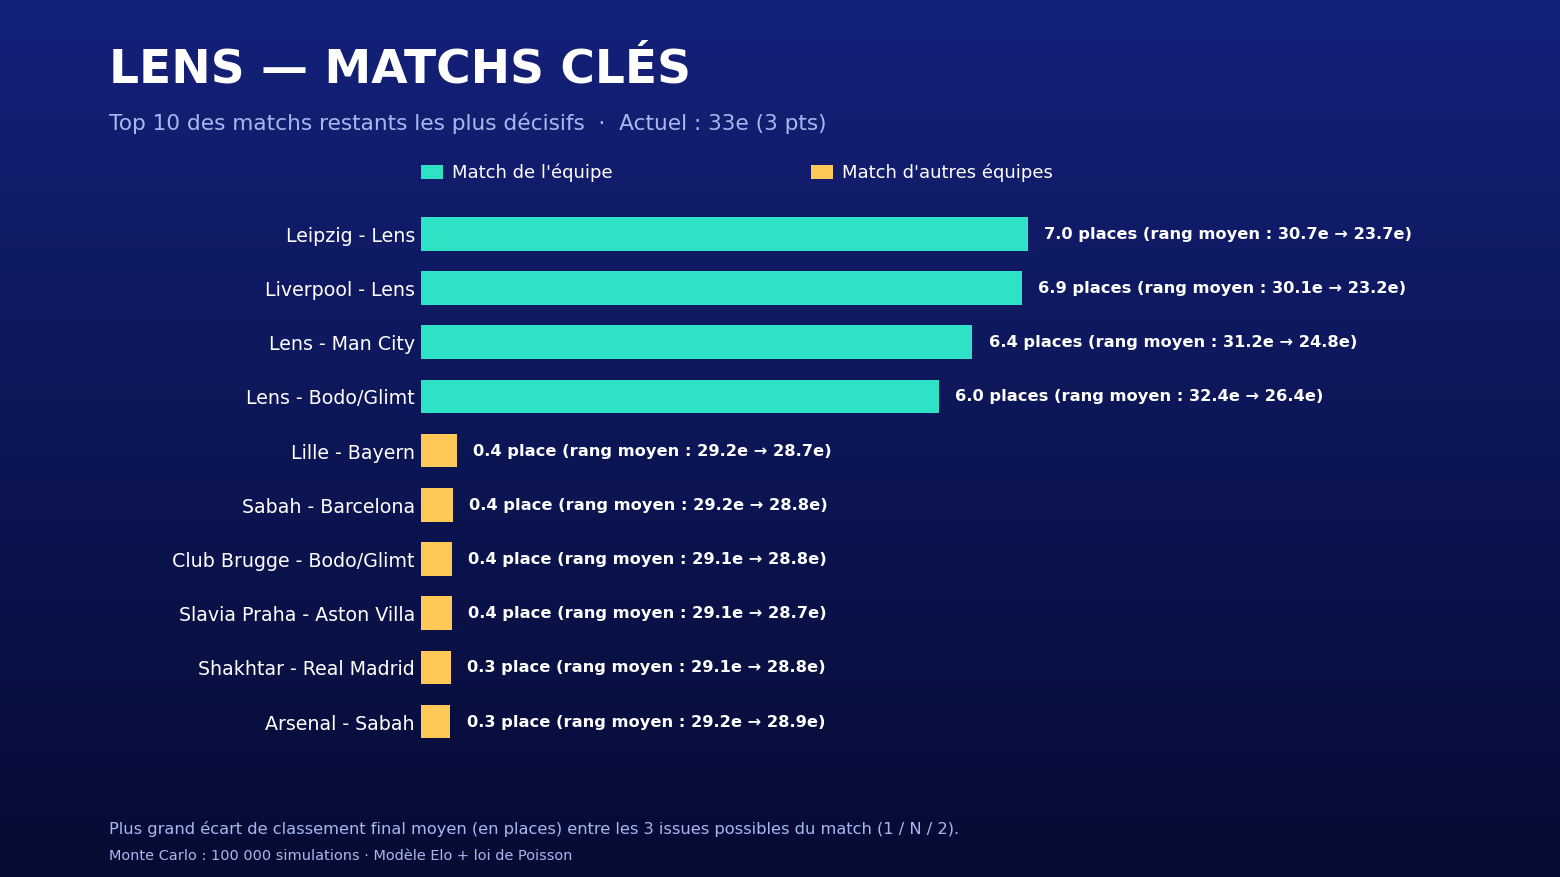 LENS — MATCHS CLÉS
Top 10 des matchs restants les plus décisifs · Actuel : 33e (3 pts)
Match de l'équipe Match d'autres équipes
Leipzig - Lens 7.0 places (rang moyen : 30.7e → 23.7e)
Liverpool - Lens 6.9 places (rang moyen : 30.1e → 23.2e)
Lens - Man City 6.4 places (rang moyen : 31.2e → 24.8e)
Lens - Bodo/Glimt 6.0 places (rang moyen : 32.4e → 26.4e)
Lille - Bayern 0.4 place (rang moyen : 29.2e → 28.7e)
Sabah - Barcelona 0.4 place (rang moyen : 29.2e → 28.8e)
Club Brugge - Bodo/Glimt 0.4 place (rang moyen : 29.1e → 28.8e)
Slavia Praha - Aston Villa 0.4 place (rang moyen : 29.1e → 28.7e)
Shakhtar - Real Madrid 0.3 place (rang moyen : 29.1e → 28.8e)
Arsenal - Sabah 0.3 place (rang moyen : 29.2e → 28.9e)
Plus grand écart de classement final moyen (en places) entre les 3 issues possibles du match (1 / N / 2).
Monte Carlo : 100 000 simulations · Modèle Elo + loi de Poisson